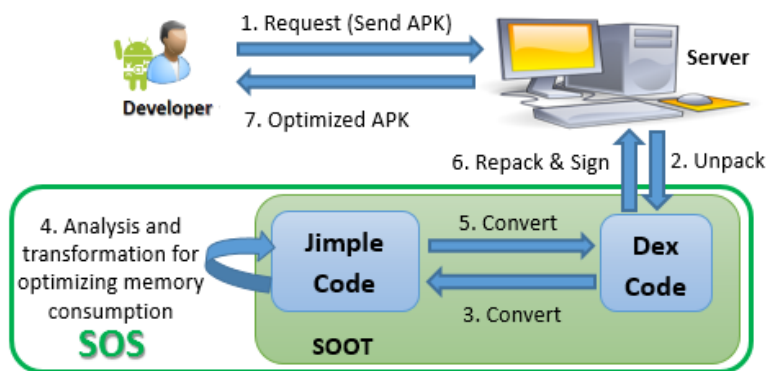 1. Request (Send APK)
Server
Developer
7. Optimized APK
6. Repack & Sign
2. Unpack
4. Analysis and
transformation for
optimizing memory
consumption
SOS
Jimple
Code
5. Convert
3. Convert
Dex
Code
SOOT